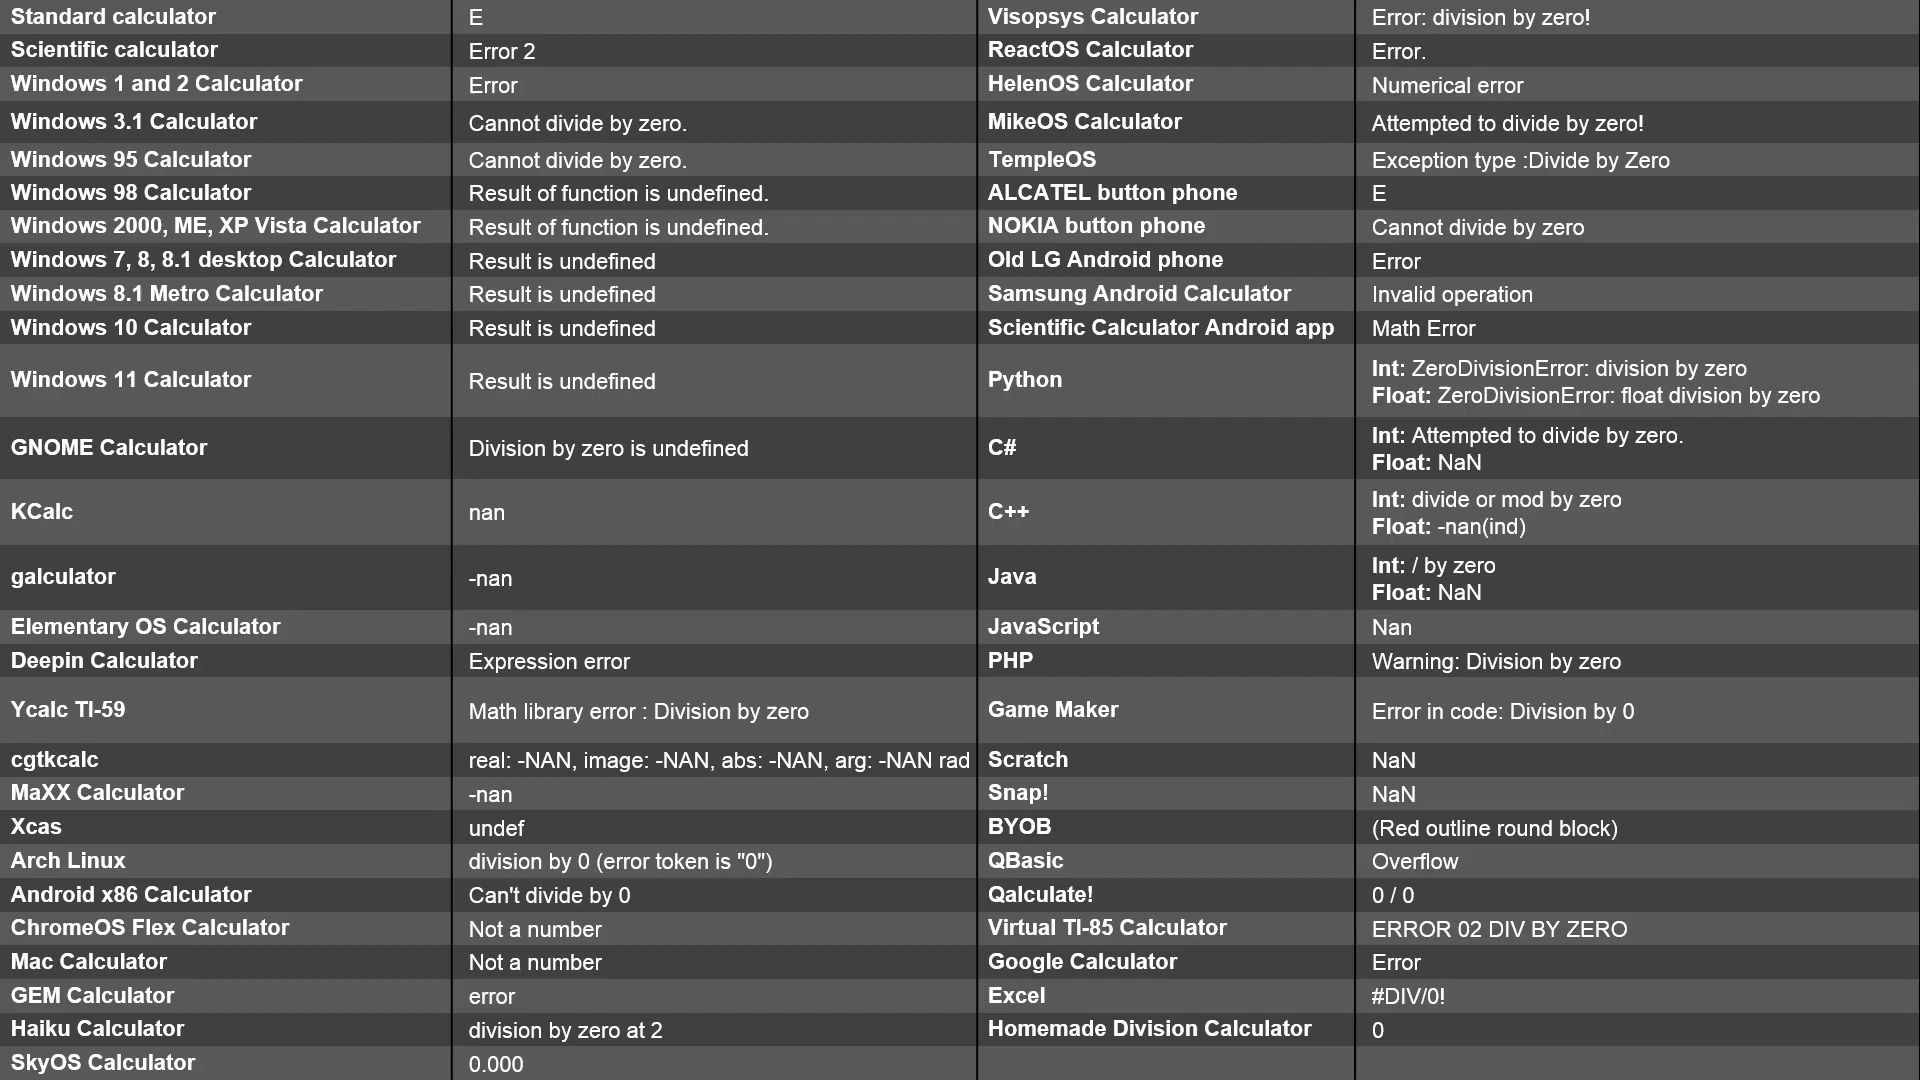 Standard calculator E
Scientific calculator Error 2
Windows 1 and 2 Calculator Error
Windows 3.1 Calculator Cannot divide by zero.
Windows 95 Calculator Cannot divide by zero.
Windows 98 Calculator Result of function is undefined.
Windows 2000, ME, XP Vista Calculator Result of function is undefined.
Windows 7, 8, 8.1 desktop Calculator Result is undefined
Windows 8.1 Metro Calculator Result is undefined
Windows 10 Calculator Result is undefined
Windows 11 Calculator Result is undefined
GNOME Calculator Division by zero is undefined
KCalc nan
galculator -nan
Elementary OS Calculator -nan
Deepin Calculator Expression error
Ycalc TI-59 Math library error : Division by zero
cgtkcalc real: -NAN, image: -NAN, abs: -NAN, arg: -NAN rad
MaXX Calculator -nan
Xcas undef
Arch Linux division by 0 (error token is "0")
Android x86 Calculator Can't divide by 0
ChromeOS Flex Calculator Not a number
Mac Calculator Not a number
GEM Calculator error
Haiku Calculator division by zero at 2
SkyOS Calculator 0.000
Visopsys Calculator Error: division by zero!
ReactOS Calculator Error.
HelenOS Calculator Numerical error
MikeOS Calculator Attempted to divide by zero!
TempleOS Exception type :Divide by Zero
ALCATEL button phone E
NOKIA button phone Cannot divide by zero
Old LG Android phone Error
Samsung Android Calculator Invalid operation
Scientific Calculator Android app Math Error
Python Int: ZeroDivisionError: division by zero
Float: ZeroDivisionError: float division by zero
C# Int: Attempted to divide by zero.
Float: NaN
C++ Int: divide or mod by zero
Float: -nan(ind)
Java Int: / by zero
Float: NaN
JavaScript Nan
PHP Warning: Division by zero
Game Maker Error in code: Division by 0
Scratch NaN
Snap! NaN
BYOB (Red outline round block)
QBasic Overflow
Qalculate! 0 / 0
Virtual TI-85 Calculator ERROR 02 DIV BY ZERO
Google Calculator Error
Excel #DIV/0!
Homemade Division Calculator 0